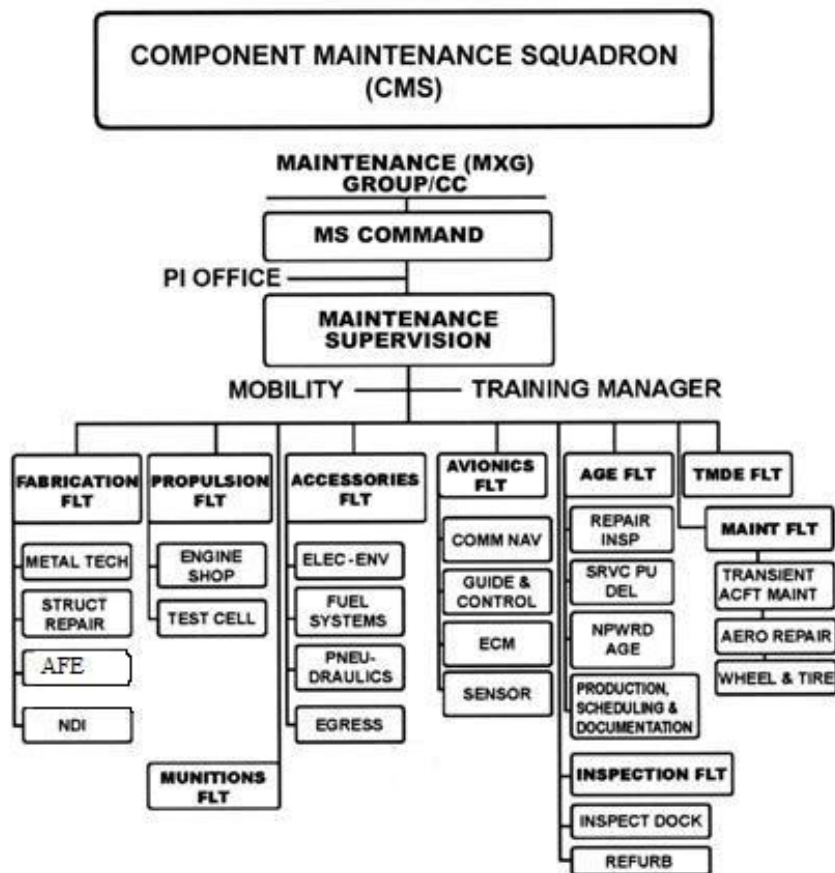 COMPONENT MAINTENANCE SQUADRON
(CMS)
MAINTENANCE (MXG)
GROUP/CC
MS COMMAND
PI OFFICE
MAINTENANCE
SUPERVISION
MOBILITY
TRAINING MANAGER
FABRICATION
FLT
METAL TECH
STRUCT
REPAIR
AFE
NDI
PROPULSION
FLT
ENGINE
SHOP
TEST CELL
MUNITIONS
FLT
ACCESSORIES
FLT
ELEC-ENV
FUEL
SYSTEMS
PNEU-
DRAULICS
EGRESS
AVIONICS
FLT
COMM NAV
GUIDE &
CONTROL
ECM
SENSOR
AGE FLT
REPAIR
INSP
SRVC PU
DEL
NPWRD
AGE
PRODUCTION,
SCHEDULING &
DOCUMENTATION
INSPECTION FLT
INSPECT DOCK
REFURB
TMDE FLT
MAINT FLT
TRANSIENT
ACFT MAINT
AERO REPAIR
WHEEL & TIRE